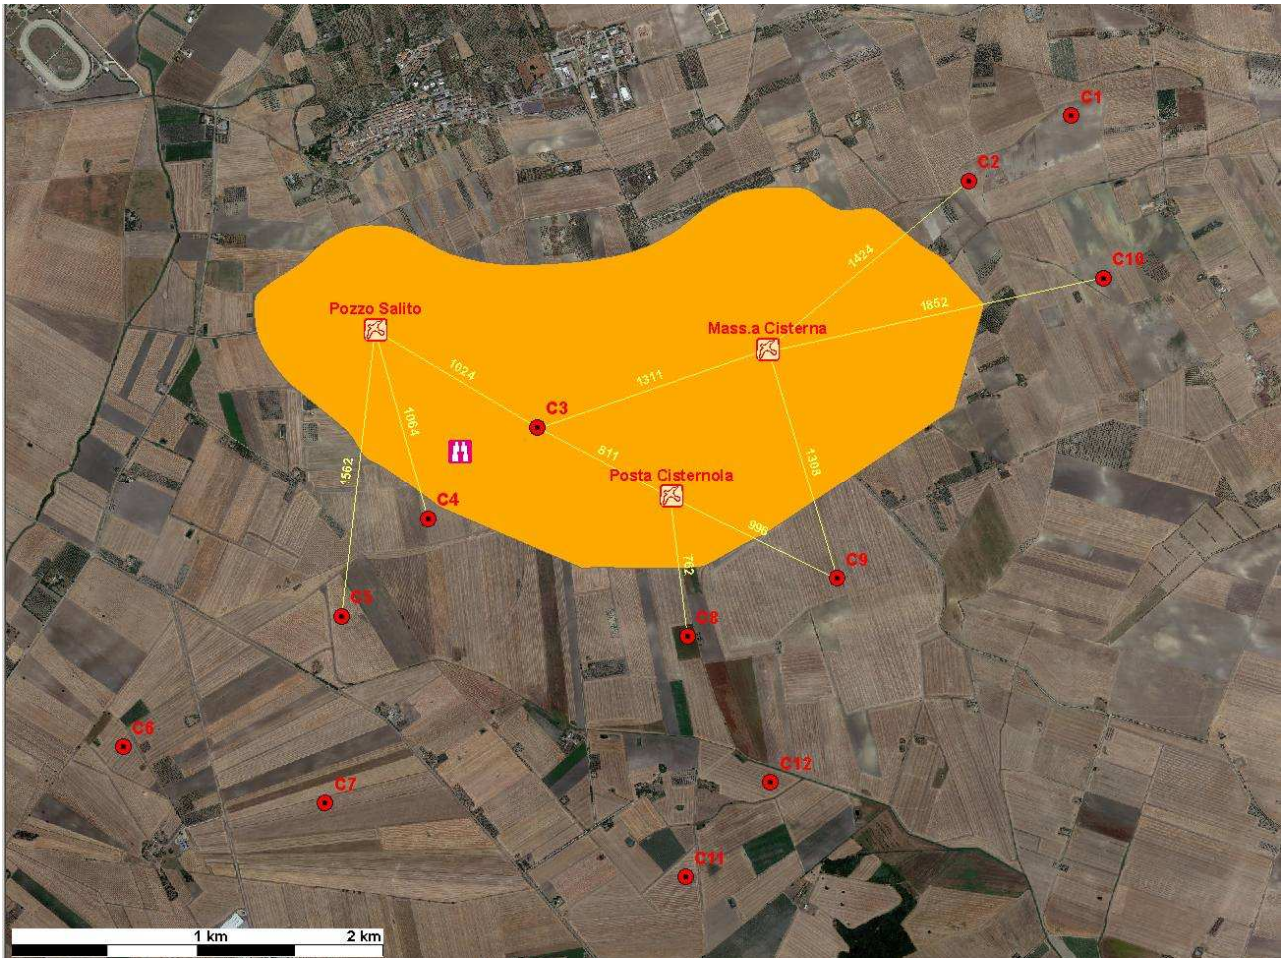 C1
C2
1424
C10
Pozzo Salito
1852
Mass.a Cisterna
1024
1311
C3
1064
811
1562
1308
Posta Cisternola
C4
996
C9
762
C5
C8
C6
C12
C7
C11
1 km 2 km